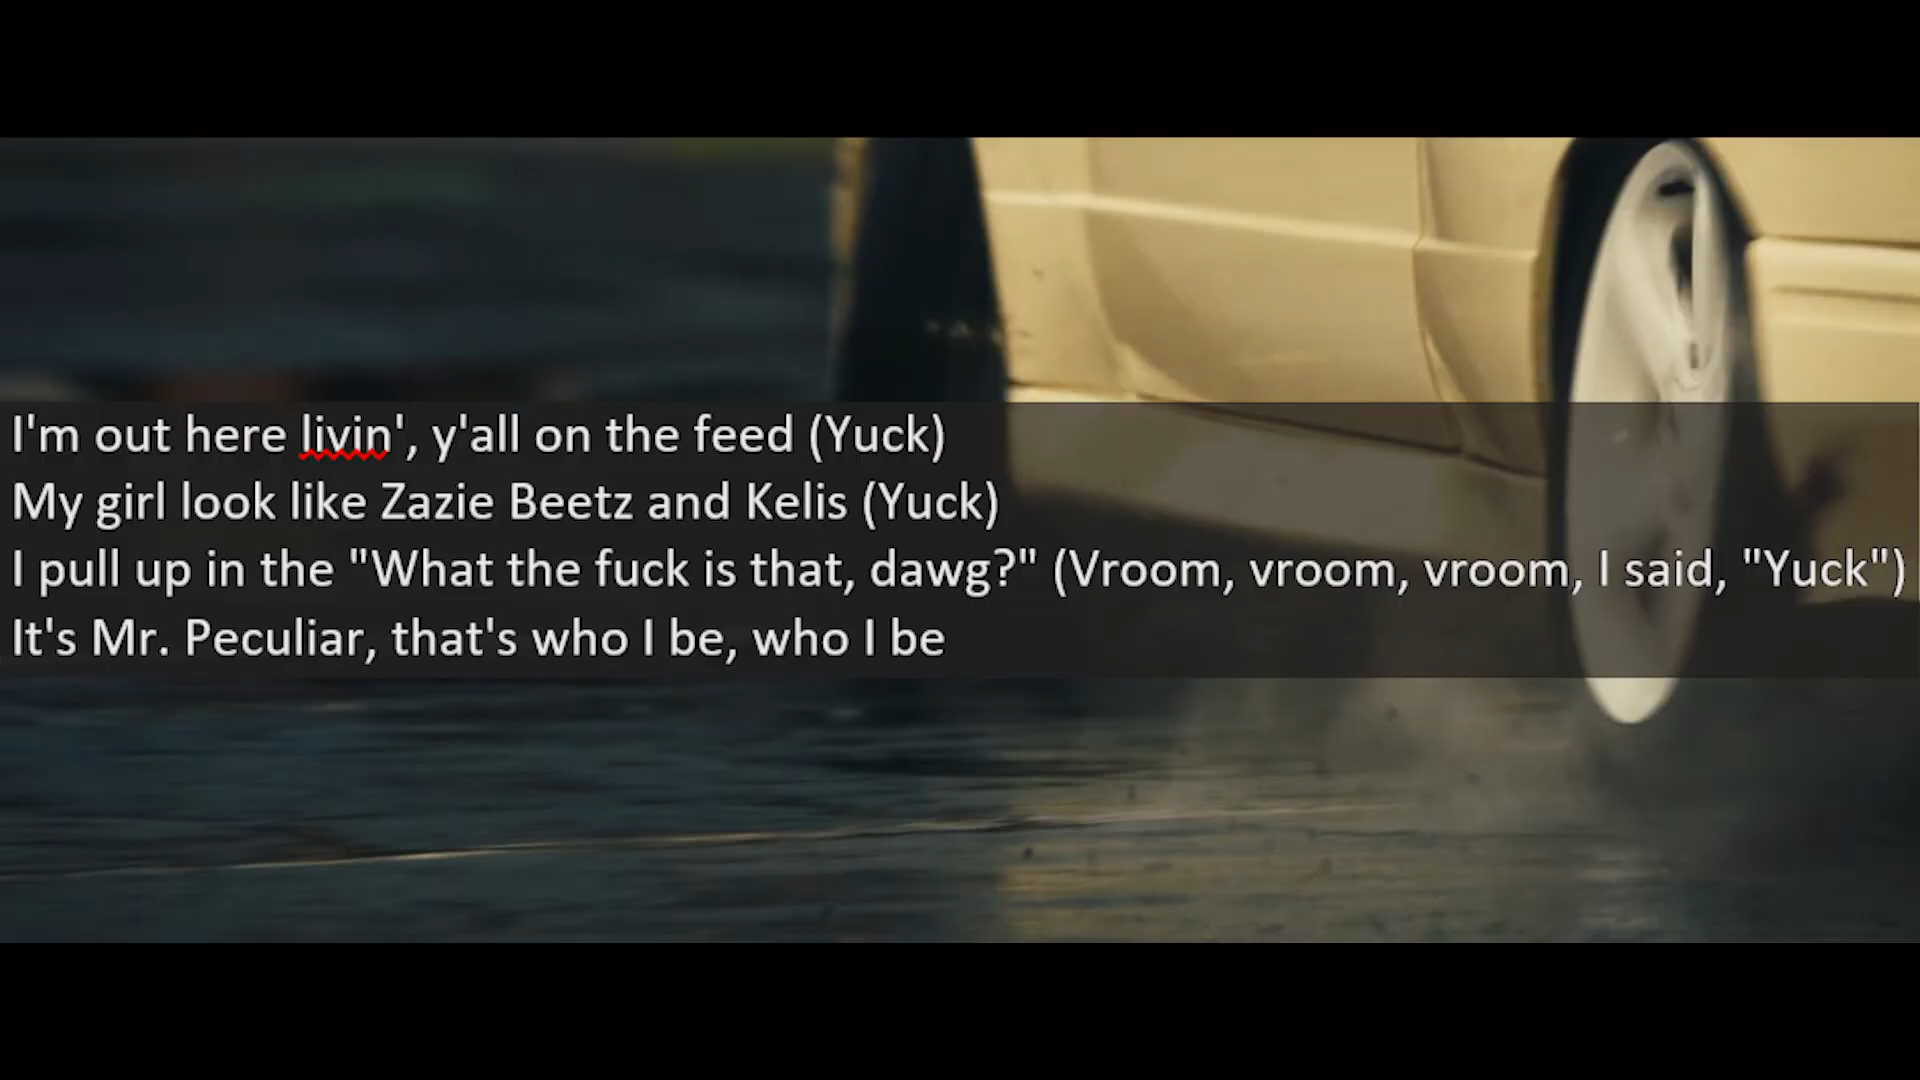 I'm out here livin', y'all on the feed (Yuck)
My girl look like Zazie Beetz and Kelis (Yuck)
I pull up in the "What the fuck is that, dawg?" (Vroom, vroom, vroom, I said, "Yuck")
It's Mr. Peculiar, that's who I be, who I be